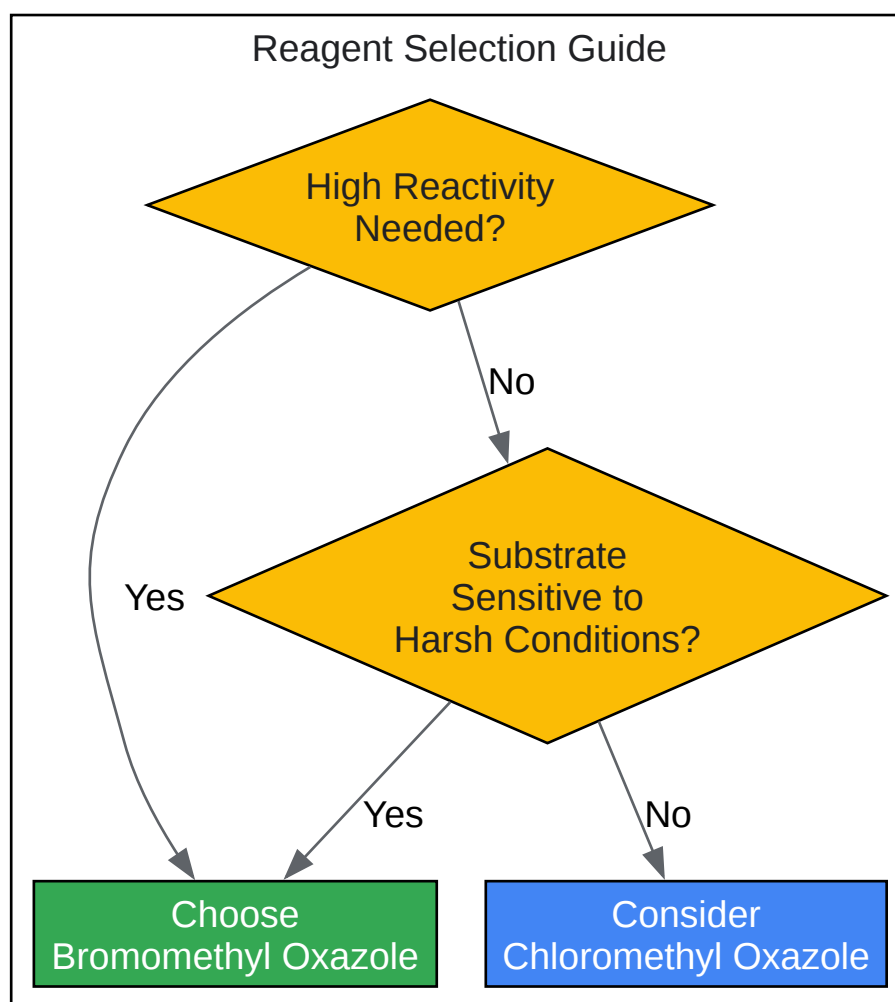 Reagent Selection Guide
High Reactivity
Needed?
No
Substrate
Sensitive to
Harsh Conditions?
Yes
Yes
No
Choose
Bromomethyl Oxazole
Consider
Chloromethyl Oxazole